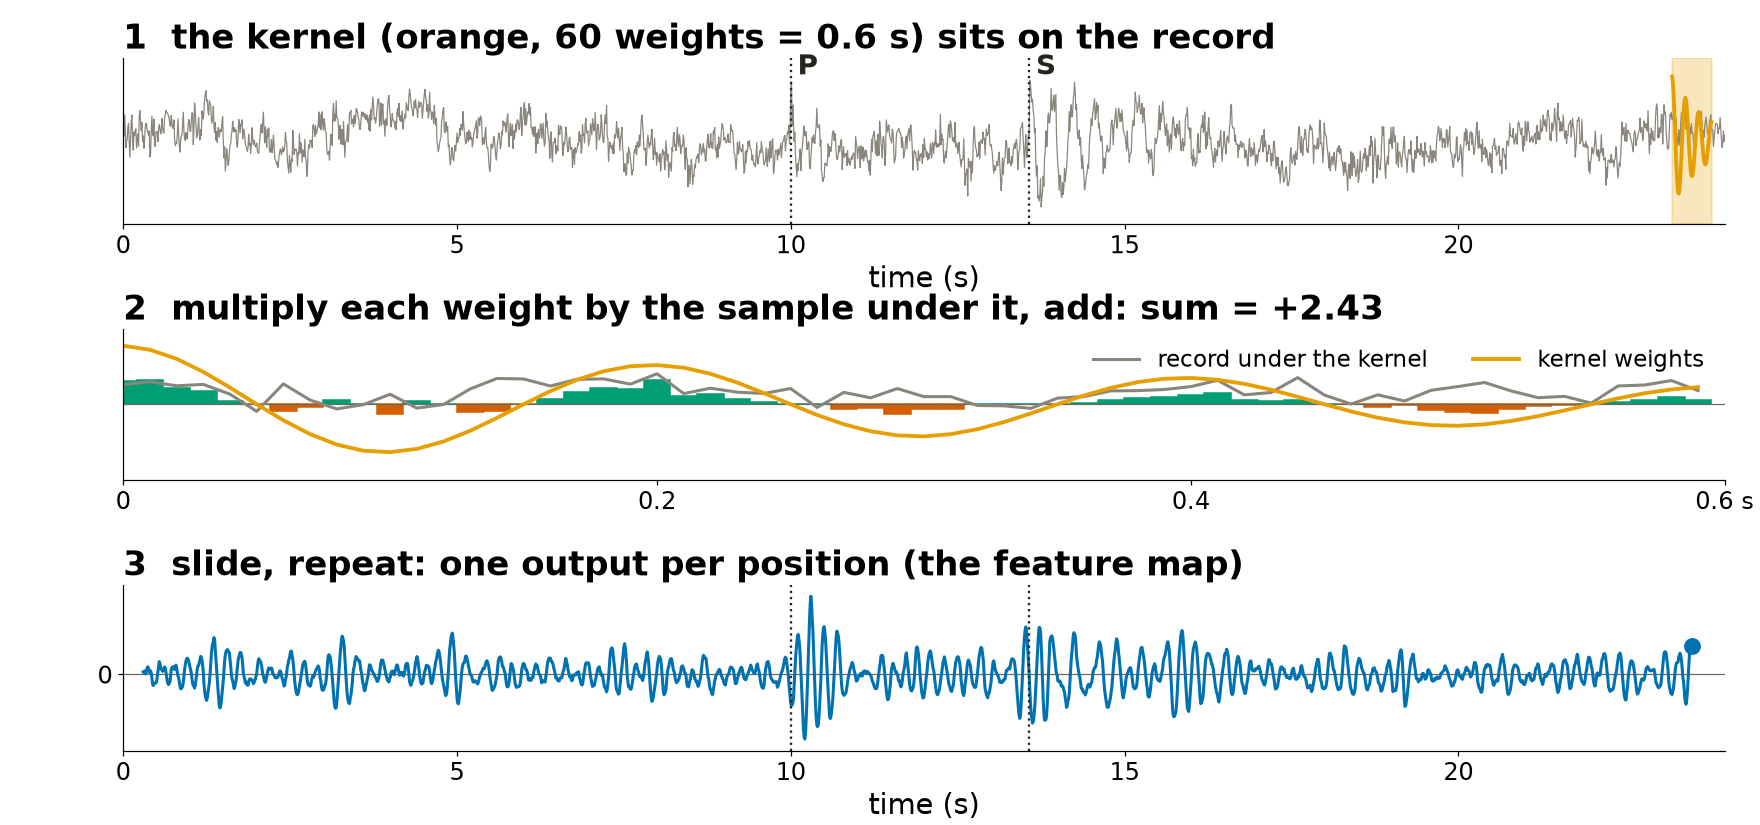 1 the kernel (orange, 60 weights = 0.6 s) sits on the record
P S
0 5 10 15 20
time (s)
2 multiply each weight by the sample under it, add: sum = +2.43
record under the kernel kernel weights
0 0.2 0.4 0.6 s
3 slide, repeat: one output per position (the feature map)
0
0 5 10 15 20
time (s)